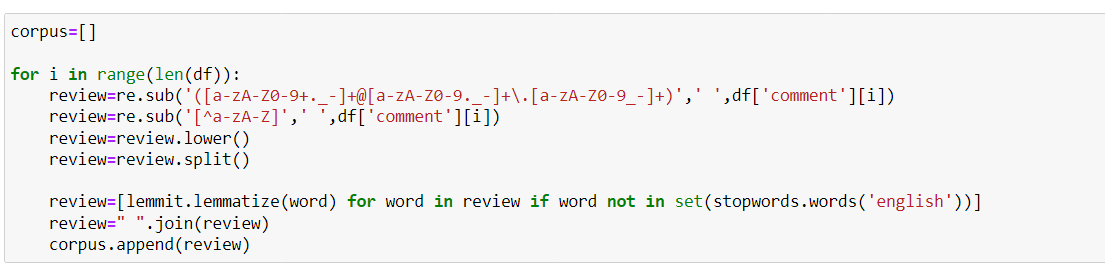 corpus=[]
for i in range(len(df)):
    review=re.sub('([a-zA-Z0-9+._-]+@[a-zA-Z0-9._-]+\.[a-zA-Z0-9_-]+)',' ',df['comment'][i])
    review=re.sub('[^a-zA-Z]',' ',df['comment'][i])
    review=review.lower()
    review=review.split()
    review=[lemmit.lemmatize(word) for word in review if word not in set(stopwords.words('english'))]
    review=" ".join(review)
    corpus.append(review)